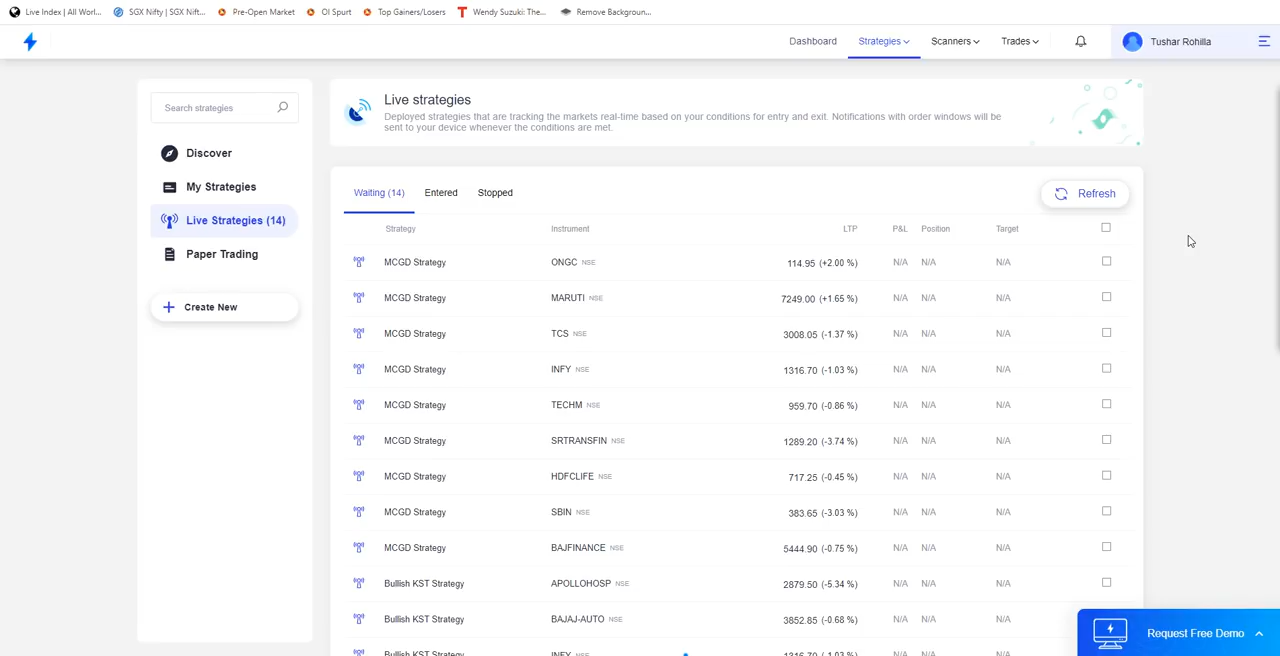 Live Index | All Worl... SGX Nifty | SGX Nift... Pre-Open Market OI Spurt Top Gainers/Losers Wendy Suzuki: The... Remove Backgroun...
Dashboard Strategies Scanners Trades Tushar Rohilla
Search strategies
Discover
My Strategies
Live Strategies (14)
Paper Trading
Create New
Live strategies
Deployed strategies that are tracking the markets real-time based on your conditions for entry and exit. Notifications with order windows will be
sent to your device whenever the conditions are met.
Waiting (14) Entered Stopped Refresh
Strategy Instrument LTP P&L Position Target
MCGD Strategy ONGC NSE 114.95 (+2.00 %) N/A N/A N/A
MCGD Strategy MARUTI NSE 7249.00 (+1.65 %) N/A N/A N/A
MCGD Strategy TCS NSE 3008.05 (-1.37 %) N/A N/A N/A
MCGD Strategy INFY NSE 1316.70 (-1.03 %) N/A N/A N/A
MCGD Strategy TECHM NSE 959.70 (-0.86 %) N/A N/A N/A
MCGD Strategy SRTRANSFIN NSE 1289.20 (-3.74 %) N/A N/A N/A
MCGD Strategy HDFCLIFE NSE 717.25 (-0.45 %) N/A N/A N/A
MCGD Strategy SBIN NSE 383.65 (-3.03 %) N/A N/A N/A
MCGD Strategy BAJFINANCE NSE 5444.90 (-0.75 %) N/A N/A N/A
Bullish KST Strategy APOLLOHOSP NSE 2879.50 (-5.34 %) N/A N/A N/A
Bullish KST Strategy BAJAJ-AUTO NSE 3852.85 (-0.68 %) N/A N/A N/A
Bullish KST Strategy INFY NSE 1316.70 (-1.03 %) N/A N/A N/A
Request Free Demo